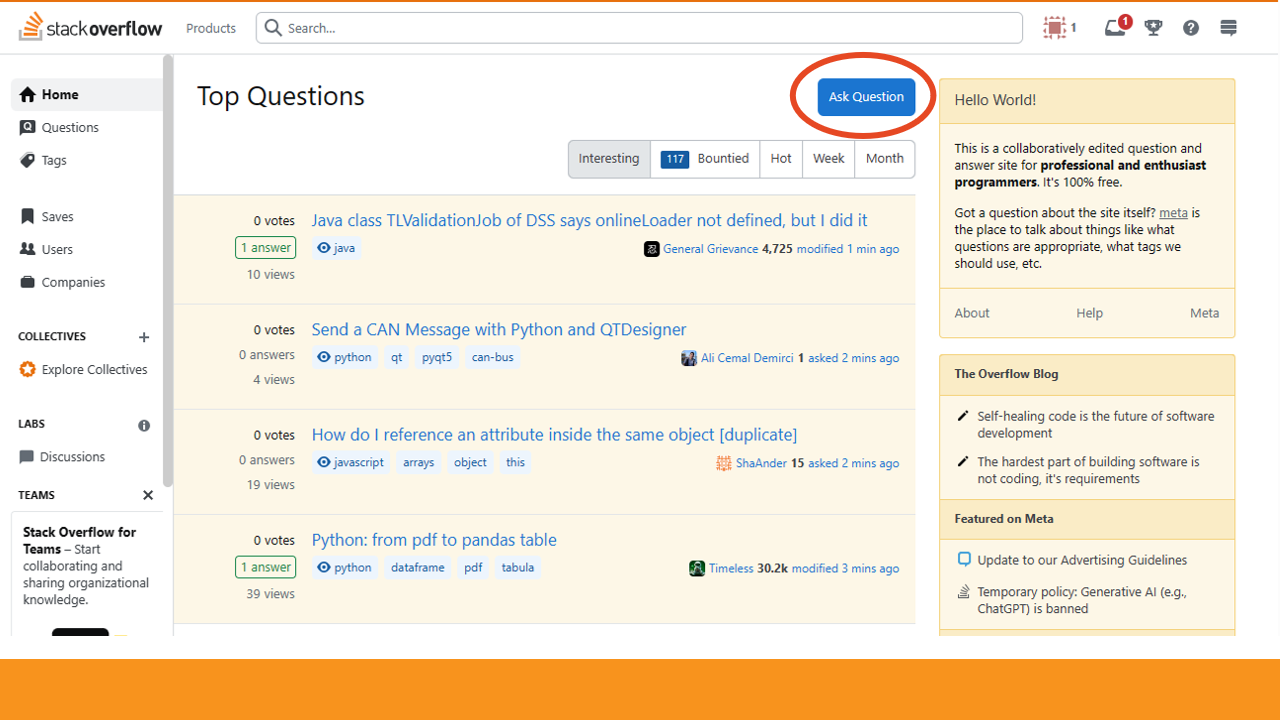 stackoverflow
Products
Search...
1
1
Home
Questions
Tags
Saves
Users
Companies
COLLECTIVES
Explore Collectives
LABS
Discussions
TEAMS
Stack Overflow for
Teams – Start
collaborating and
sharing organizational
knowledge.
Top Questions
Ask Question
Interesting
117 Bountied
Hot
Week
Month
0 votes
1 answer
10 views
Java class TLValidationJob of DSS says onlineLoader not defined, but I did it
java
General Grievance 4,725 modified 1 min ago
0 votes
0 answers
4 views
Send a CAN Message with Python and QTDesigner
python qt pyqt5 can-bus
Ali Cemal Demirci 1 asked 2 mins ago
0 votes
0 answers
19 views
How do I reference an attribute inside the same object [duplicate]
javascript arrays object this
ShaAnder 15 asked 2 mins ago
0 votes
1 answer
39 views
Python: from pdf to pandas table
python dataframe pdf tabula
Timeless 30.2k modified 3 mins ago
Hello World!
This is a collaboratively edited question and
answer site for professional and enthusiast
programmers. It's 100% free.
Got a question about the site itself? meta is
the place to talk about things like what
questions are appropriate, what tags we
should use, etc.
About Help Meta
The Overflow Blog
Self-healing code is the future of software
development
The hardest part of building software is
not coding, it's requirements
Featured on Meta
Update to our Advertising Guidelines
Temporary policy: Generative AI (e.g.,
ChatGPT) is banned